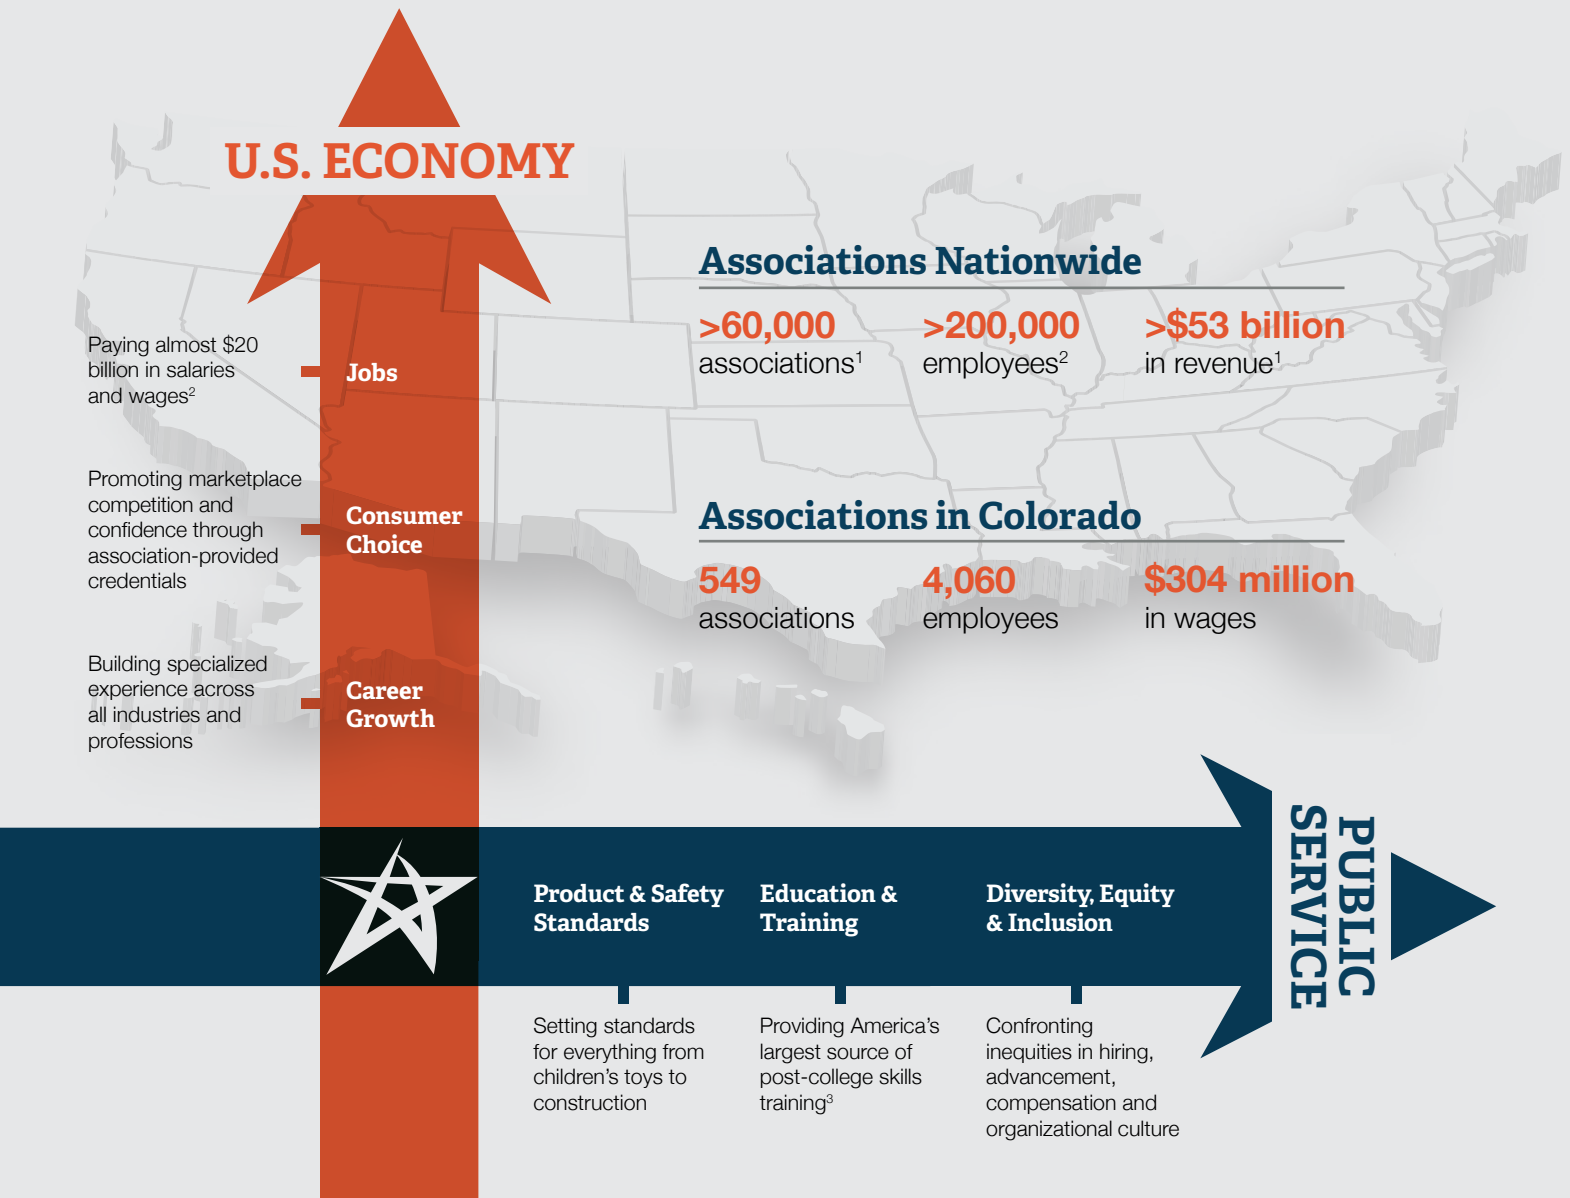 U.S. ECONOMY
Paying almost $20
billion in salaries
and wages²
Jobs
Promoting marketplace
competition and
confidence through
association-provided
credentials
Consumer
Choice
Building specialized
experience across
all industries and
professions
Career
Growth
Associations Nationwide
>60,000
associations¹
>200,000
employees²
>$53 billion
in revenue¹
Associations in Colorado
549
associations
4,060
employees
$304 million
in wages
Product & Safety
Standards
Setting standards
for everything from
children’s toys to
construction
Education &
Training
Providing America’s
largest source of
post-college skills
training³
Diversity, Equity
& Inclusion
Confronting
inequities in hiring,
advancement,
compensation and
organizational culture
PUBLIC
SERVICE